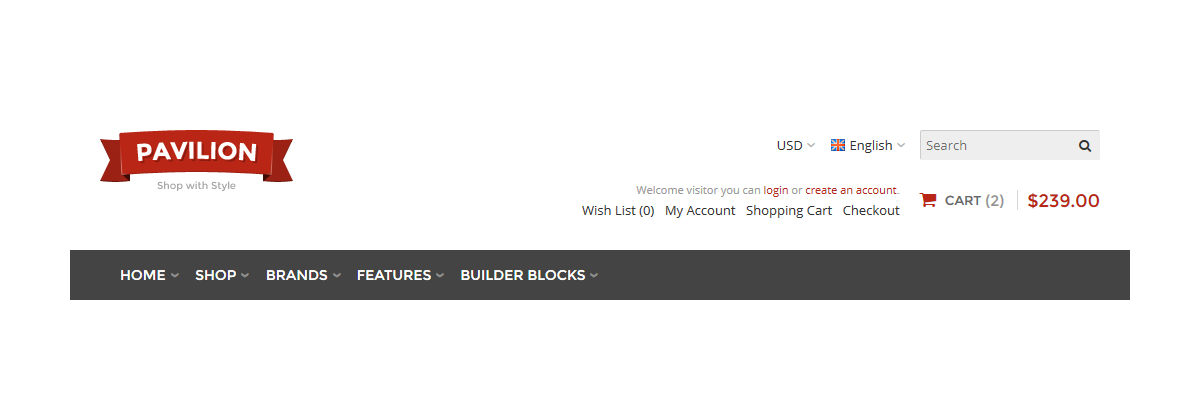 PAVILION
Shop with Style
USD English Search
Welcome visitor you can login or create an account.
Wish List (0) My Account Shopping Cart Checkout
CART (2) $239.00
HOME SHOP BRANDS FEATURES BUILDER BLOCKS